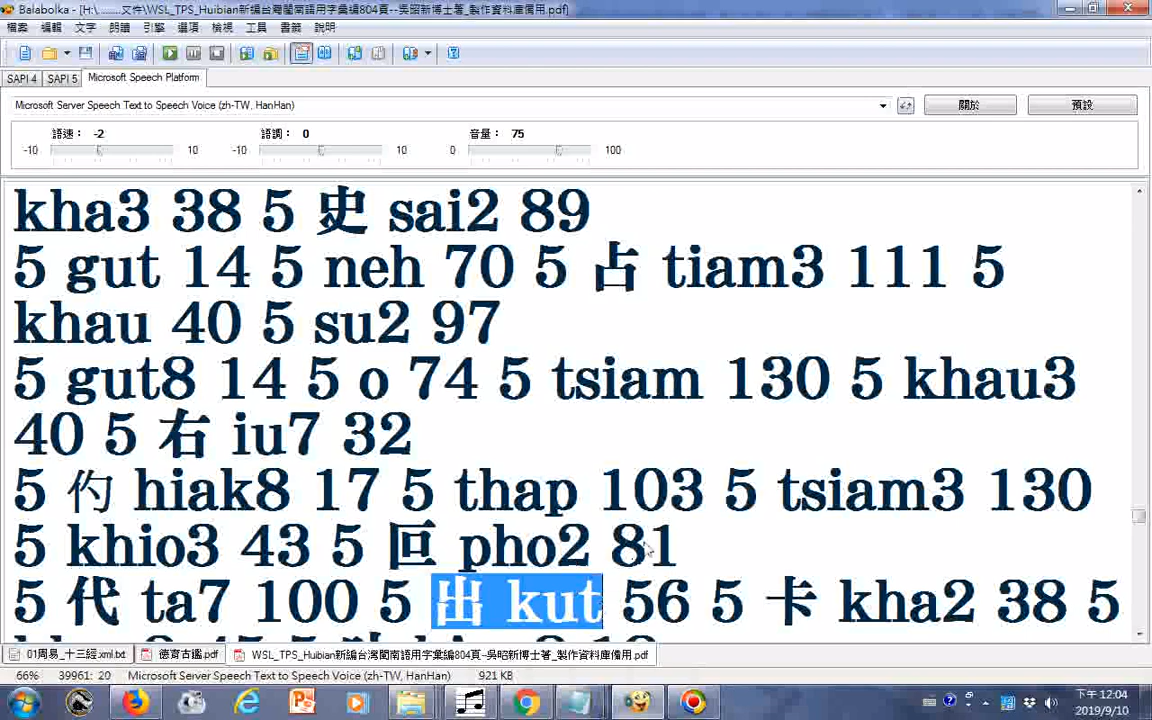 Balabolka - [H:\ ........文件\WSL_TPS_Huibian新編台灣閩南語用字彙編804頁--吳昭新博士著_製作資料庫備用.pdf]
檔案 編輯 文字 朗讀 引擎 選項 檢視 工具 書籤 說明
SAPI 4 SAPI 5 Microsoft Speech Platform
Microsoft Server Speech Text to Speech Voice (zh-TW, HanHan) 關於 預設
語速： -2 語調： 0 音量： 75
-10 10 -10 10 0 100
kha3 38 5 史 sai2 89
5 gut 14 5 neh 70 5 占 tiam3 111 5
khau 40 5 su2 97
5 gut8 14 5 o 74 5 tsiam 130 5 khau3
40 5 右 iu7 32
5 仢 hiak8 17 5 thap 103 5 tsiam3 130
5 khio3 43 5 叵 pho2 81
5 代 ta7 100 5 出 kut 56 5 卡 kha2 38 5
01周易_十三經.xml.txt 德育古鑑.pdf WSL_TPS_Huibian新編台灣閩南語用字彙編804頁--吳昭新博士著_製作資料庫備用.pdf
66% 39961: 20 Microsoft Server Speech Text to Speech Voice (zh-TW, HanHan) 921 KB
下午 12:04
2019/9/10